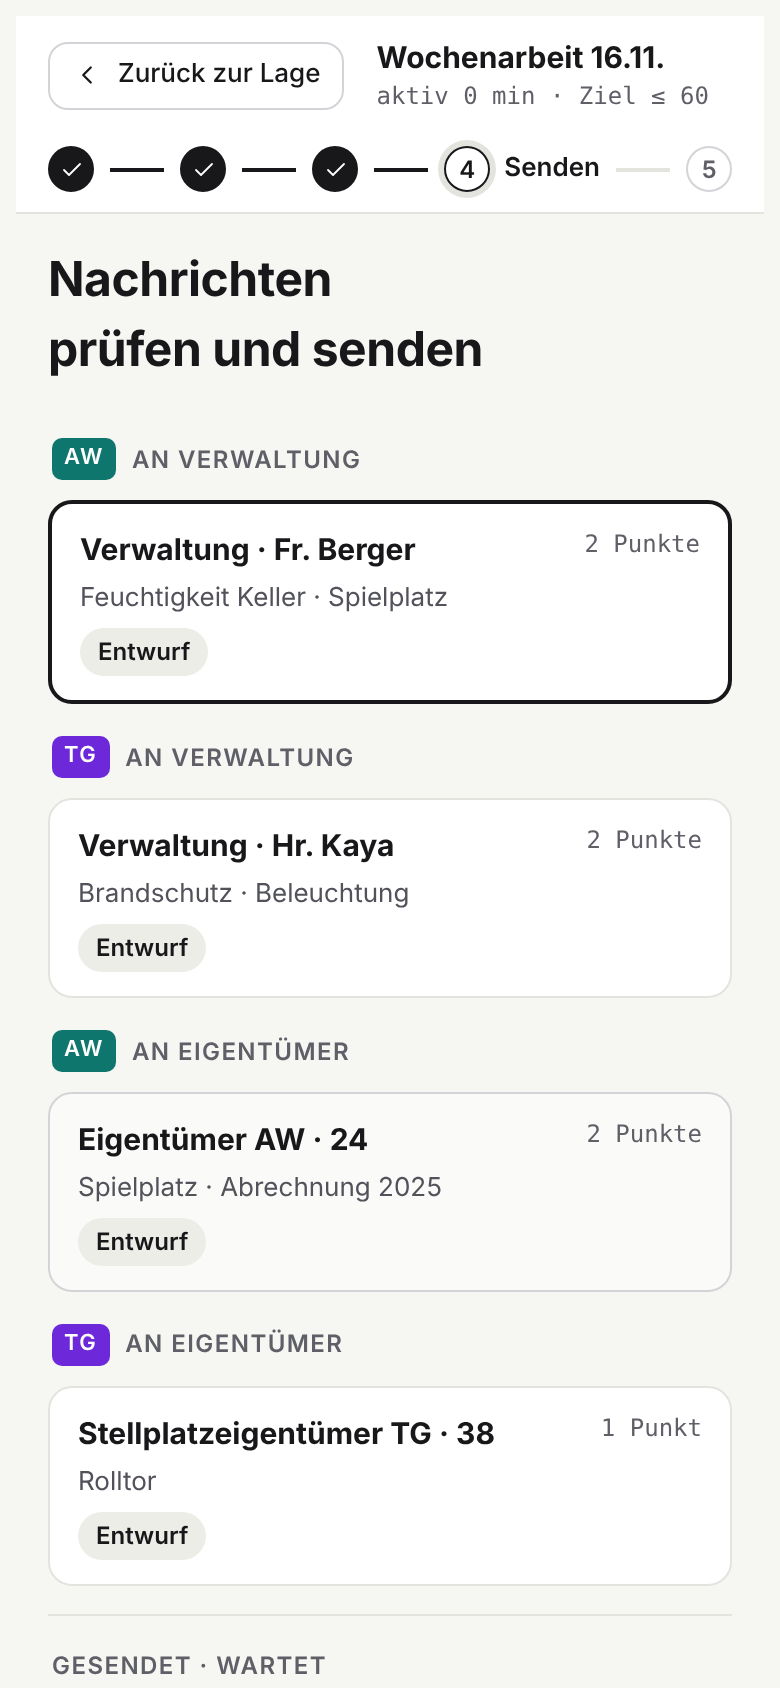 Zurück zur Lage
Wochenarbeit 16.11.
aktiv 0 min · Ziel ≤ 60
4 Senden 5
Nachrichten
prüfen und senden
AW AN VERWALTUNG
Verwaltung · Fr. Berger 2 Punkte
Feuchtigkeit Keller · Spielplatz
Entwurf
TG AN VERWALTUNG
Verwaltung · Hr. Kaya 2 Punkte
Brandschutz · Beleuchtung
Entwurf
AW AN EIGENTÜMER
Eigentümer AW · 24 2 Punkte
Spielplatz · Abrechnung 2025
Entwurf
TG AN EIGENTÜMER
Stellplatzeigentümer TG · 38 1 Punkt
Rolltor
Entwurf
GESENDET · WARTET